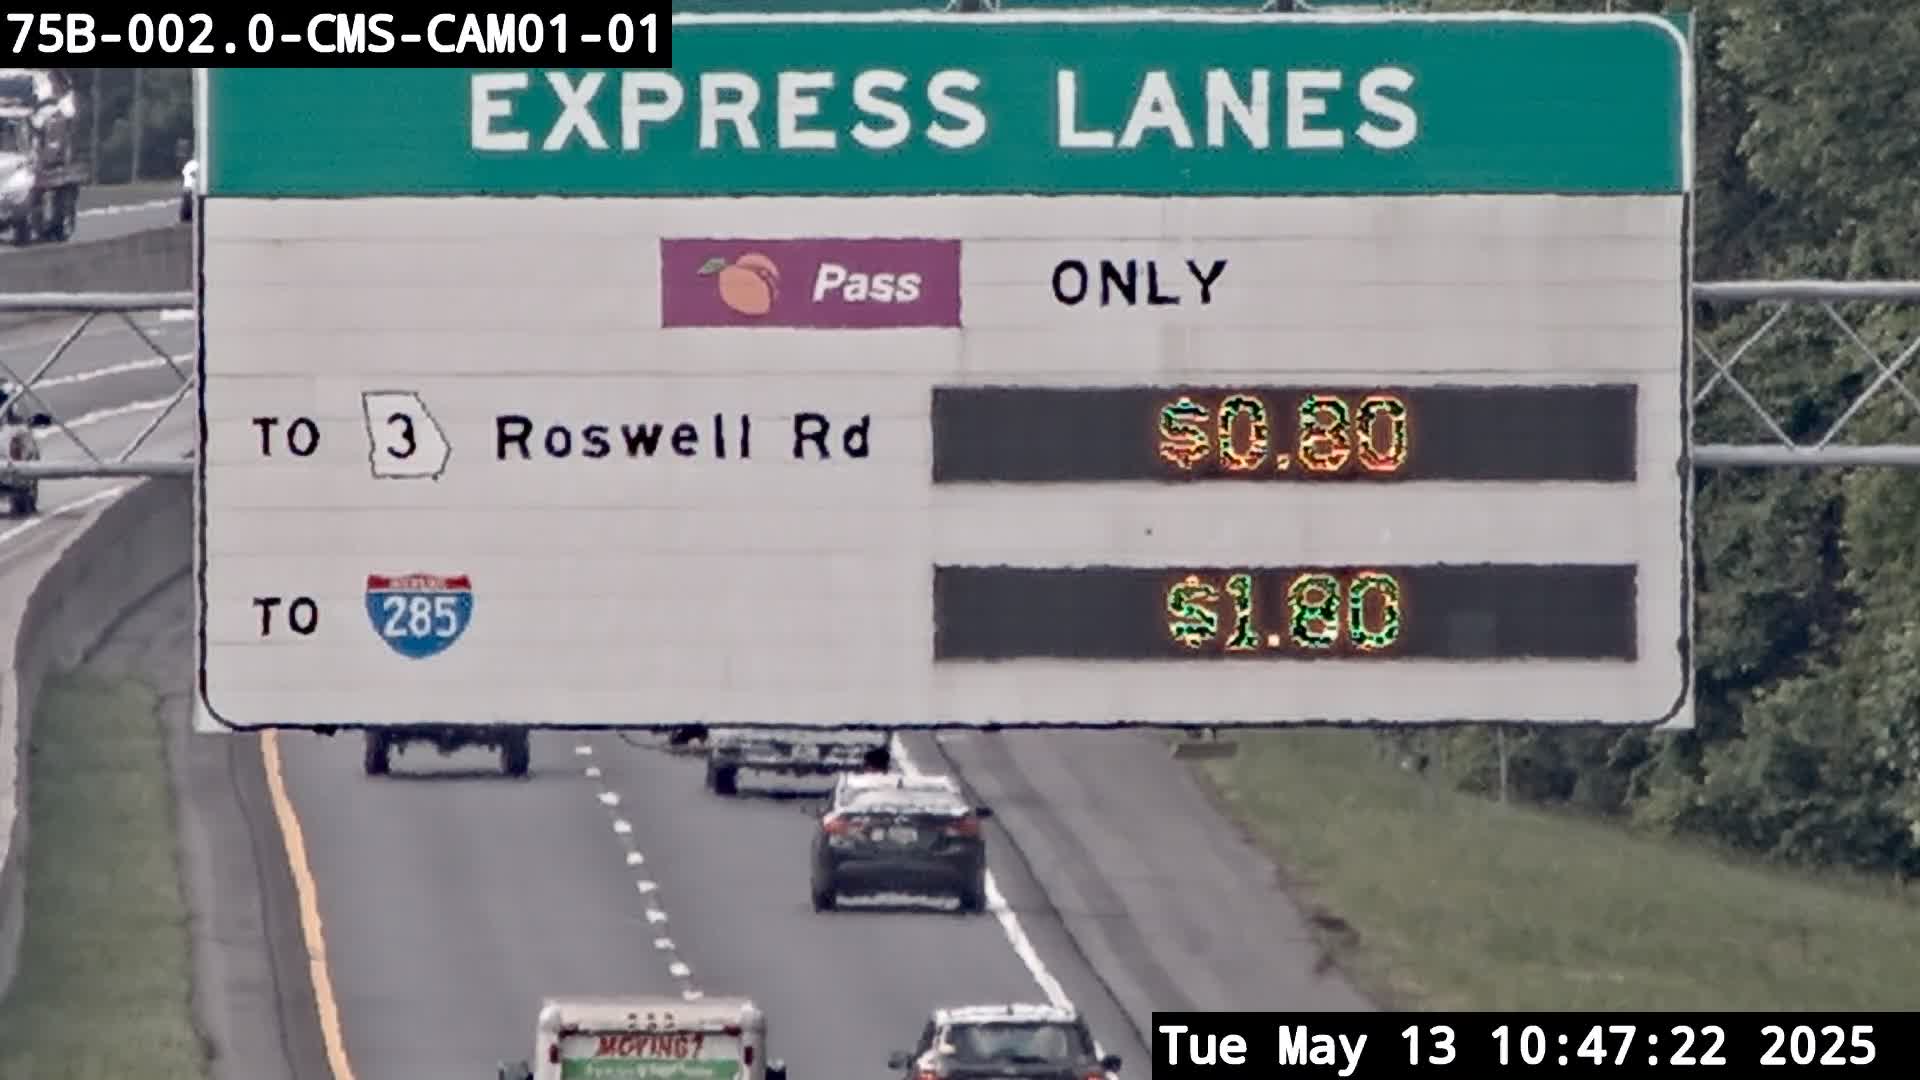 75B-002.0-CMS-CAM01-01
EXPRESS LANES
Pass ONLY
TO 3 Roswell Rd $0.80
TO 285 $1.80
MOVING?
Tue May 13 10:47:22 2025